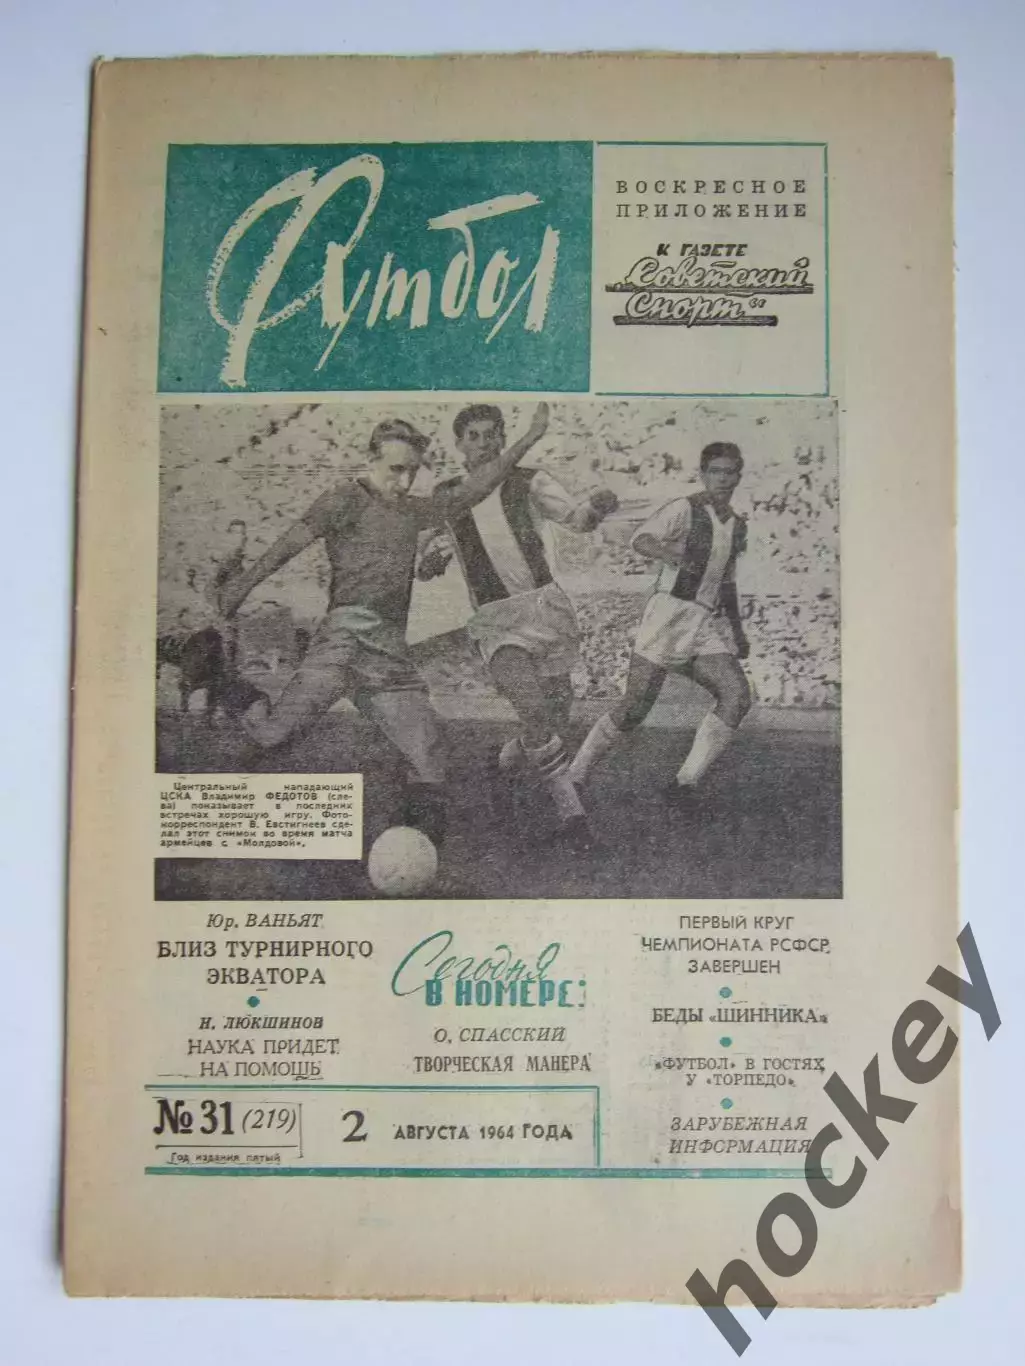 Футбол
ВОСКРЕСНОЕ
ПРИЛОЖЕНИЕ
К ГАЗЕТЕ
„Советский
Спорт“
Центральный нападающий
ЦСКА Владимир ФЕДОТОВ (сле-
ва) показывает в последних
встречах хорошую игру. Фото-
корреспондент В. Евстигнеев сде-
лал этот снимок во время матча
армейцев с «Молдовой».
Юр. ВАНЬЯТ
БЛИЗ ТУРНИРНОГО
ЭКВАТОРА
Н. ЛЮКШИНОВ
НАУКА ПРИДЕТ
НА ПОМОЩЬ
Сегодня
В НОМЕРЕ:
О. СПАССКИЙ
ТВОРЧЕСКАЯ МАНЕРА
ПЕРВЫЙ КРУГ
ЧЕМПИОНАТА РСФСР
ЗАВЕРШЕН
БЕДЫ «ШИННИКА»
«ФУТБОЛ» В ГОСТЯХ
У «ТОРПЕДО»
ЗАРУБЕЖНАЯ
ИНФОРМАЦИЯ
№ 31 (219)
Год издания пятый
2 АВГУСТА 1964 ГОДА
hockey